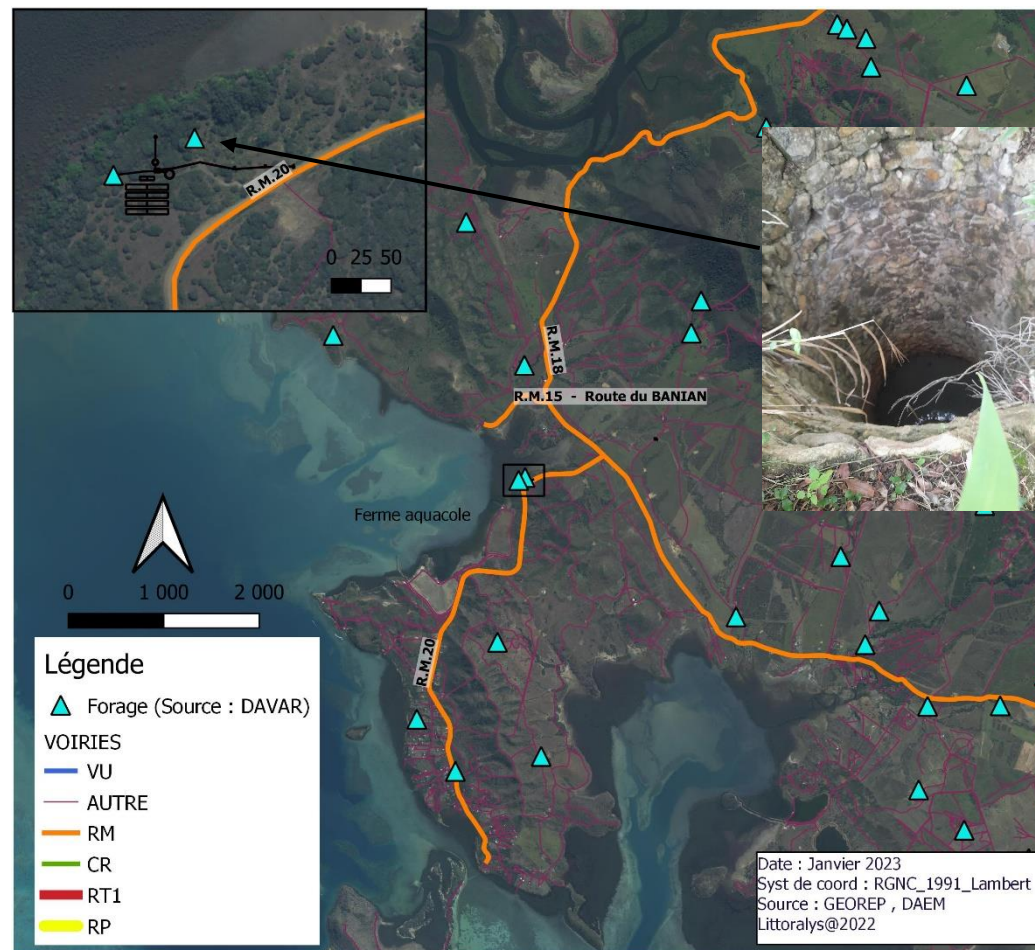 R.M.20
0 25 50
R.M.18
R.M.15 - Route du BANIAN
Ferme aquacole
0 1 000 2 000
R.M.20
Légende
Forage (Source : DAVAR)
VOIRIES
VU
AUTRE
RM
CR
RT1
RP
Date : Janvier 2023
Syst de coord : RGNC_1991_Lambert
Source : GEOREP , DAEM
Littoralys@2022